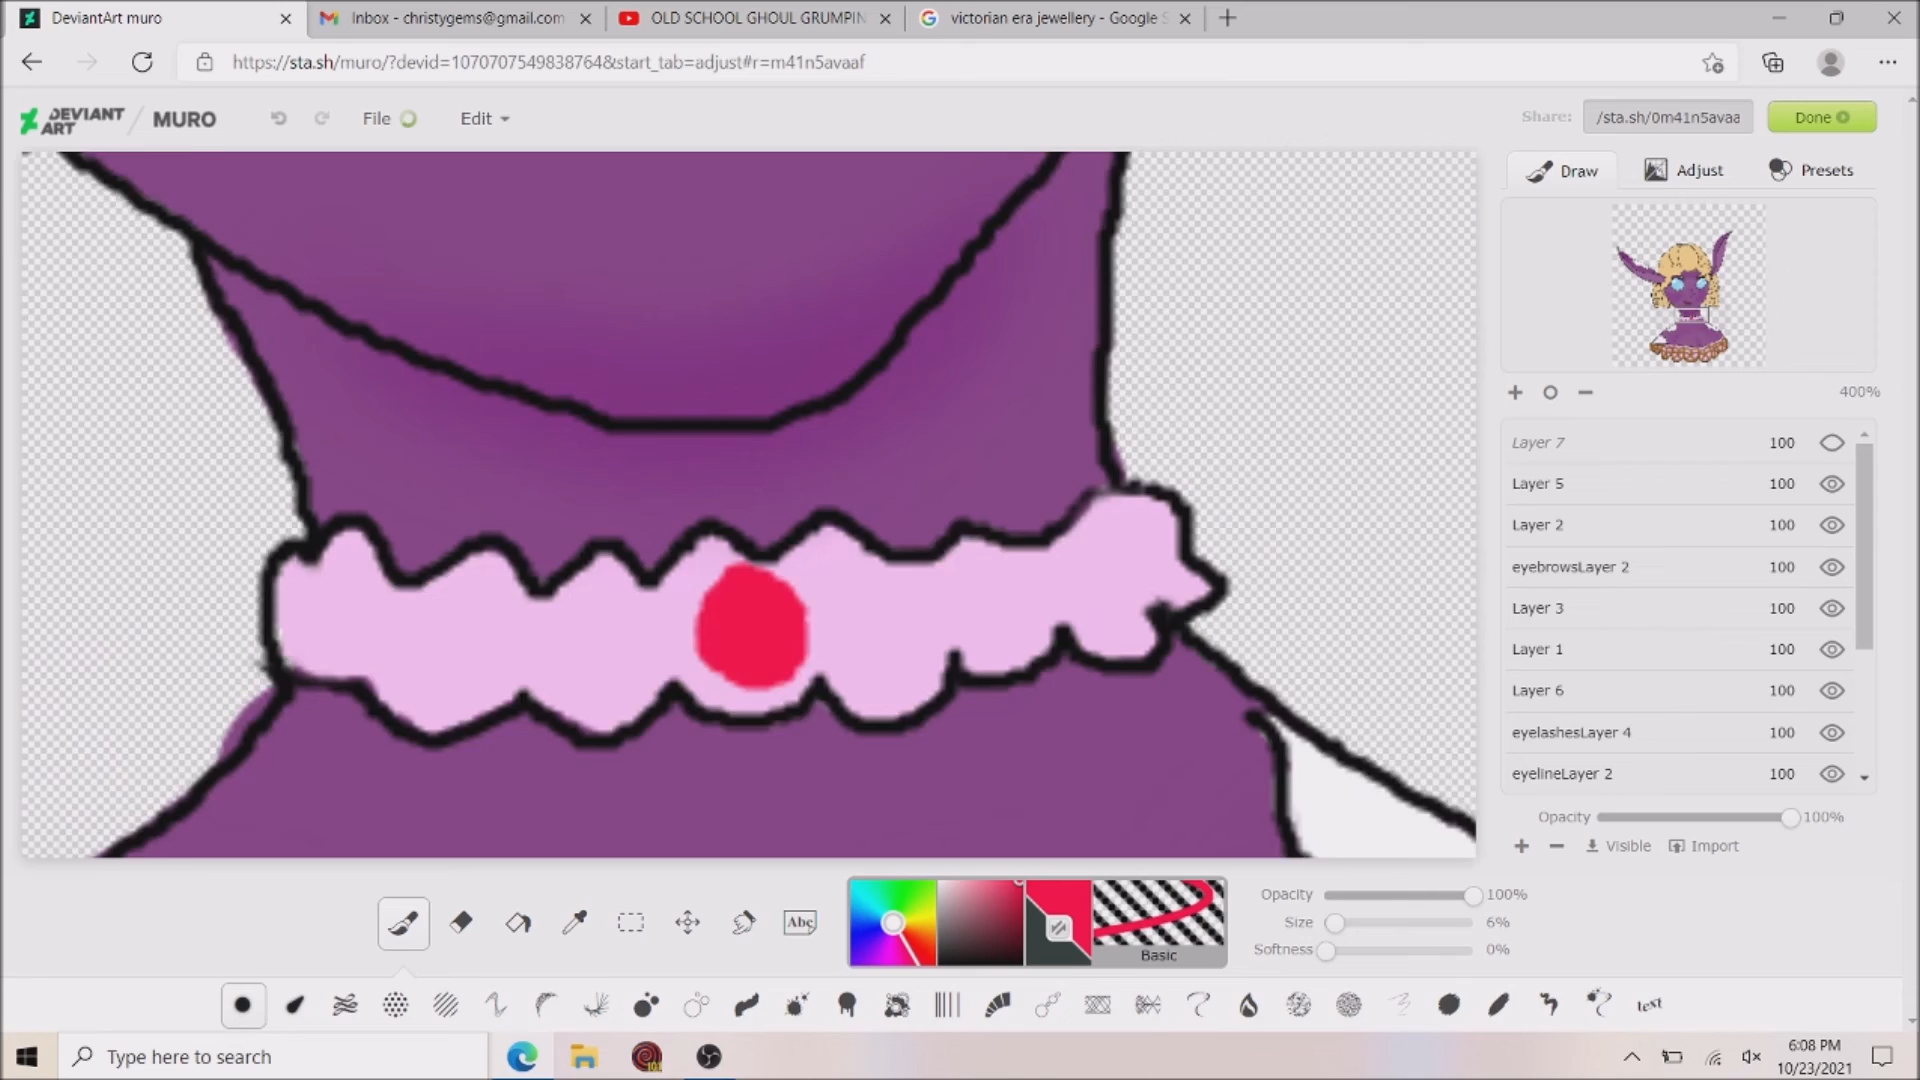 DeviantArt muro
Inbox - christygems@gmail.com
OLD SCHOOL GHOUL GRUMPIN
victorian era jewellery - Google S
https://sta.sh/muro/?devid=1070707549838764&start_tab=adjust#r=m41n5avaaf
DEVIANT ART / MURO
File
Edit
Share:
/sta.sh/0m41n5avaa
Done
Draw
Adjust
Presets
400%
Layer 7 100
Layer 5 100
Layer 2 100
eyebrowsLayer 2 100
Layer 3 100
Layer 1 100
Layer 6 100
eyelashesLayer 4 100
eyelineLayer 2 100
Opacity 100%
Visible
Import
Abc
Basic
Opacity 100%
Size 6%
Softness 0%
text
Type here to search
101
6:08 PM
10/23/2021